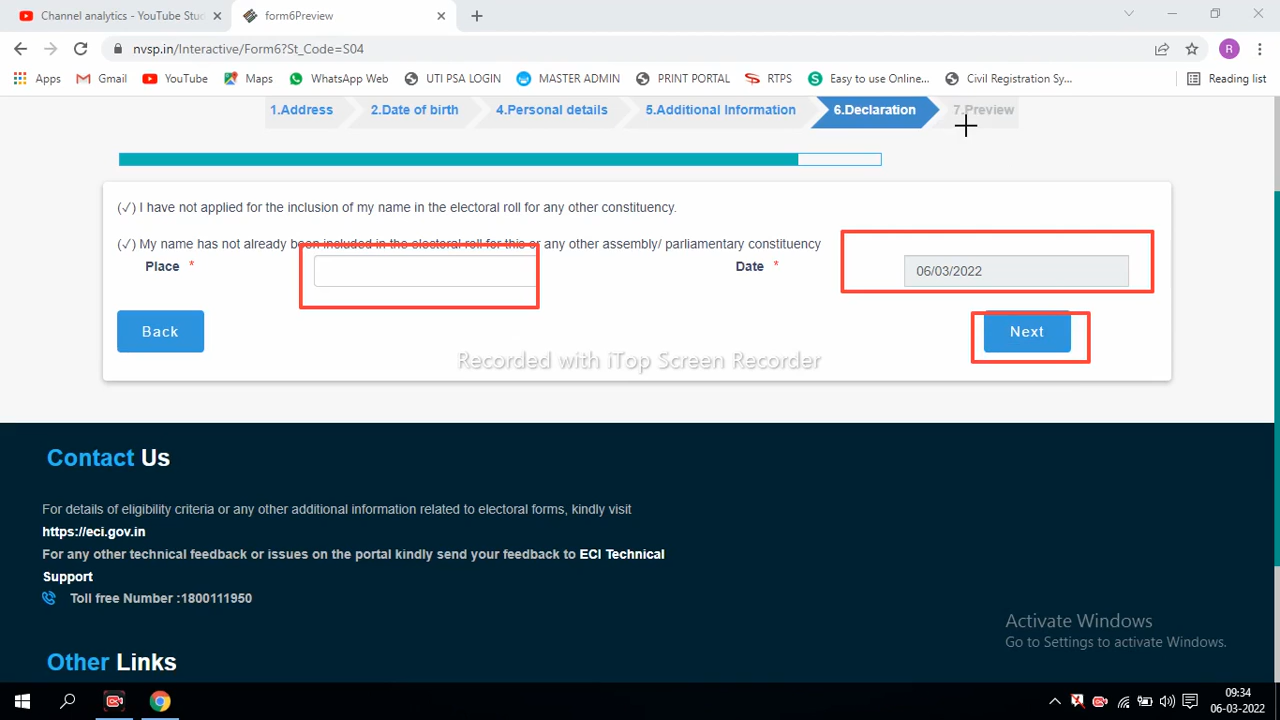 Channel analytics - YouTube Stud
form6Preview
nvsp.in/Interactive/Form6?St_Code=S04
R
Apps Gmail YouTube Maps WhatsApp Web UTI PSA LOGIN MASTER ADMIN PRINT PORTAL RTPS Easy to use Online... Civil Registration Sy... Reading list
1.Address 2.Date of birth 4.Personal details 5.Additional Information 6.Declaration 7.Preview
(✓) I have not applied for the inclusion of my name in the electoral roll for any other constituency.
(✓) My name has not already been included in the electoral roll for this or any other assembly/ parliamentary constituency
Place * Date * 06/03/2022
Back Next
Recorded with iTop Screen Recorder
Contact Us
For details of eligibility criteria or any other additional information related to electoral forms, kindly visit
https://eci.gov.in
For any other technical feedback or issues on the portal kindly send your feedback to ECI Technical
Support
Toll free Number :1800111950
Activate Windows
Go to Settings to activate Windows.
Other Links
09:34
06-03-2022